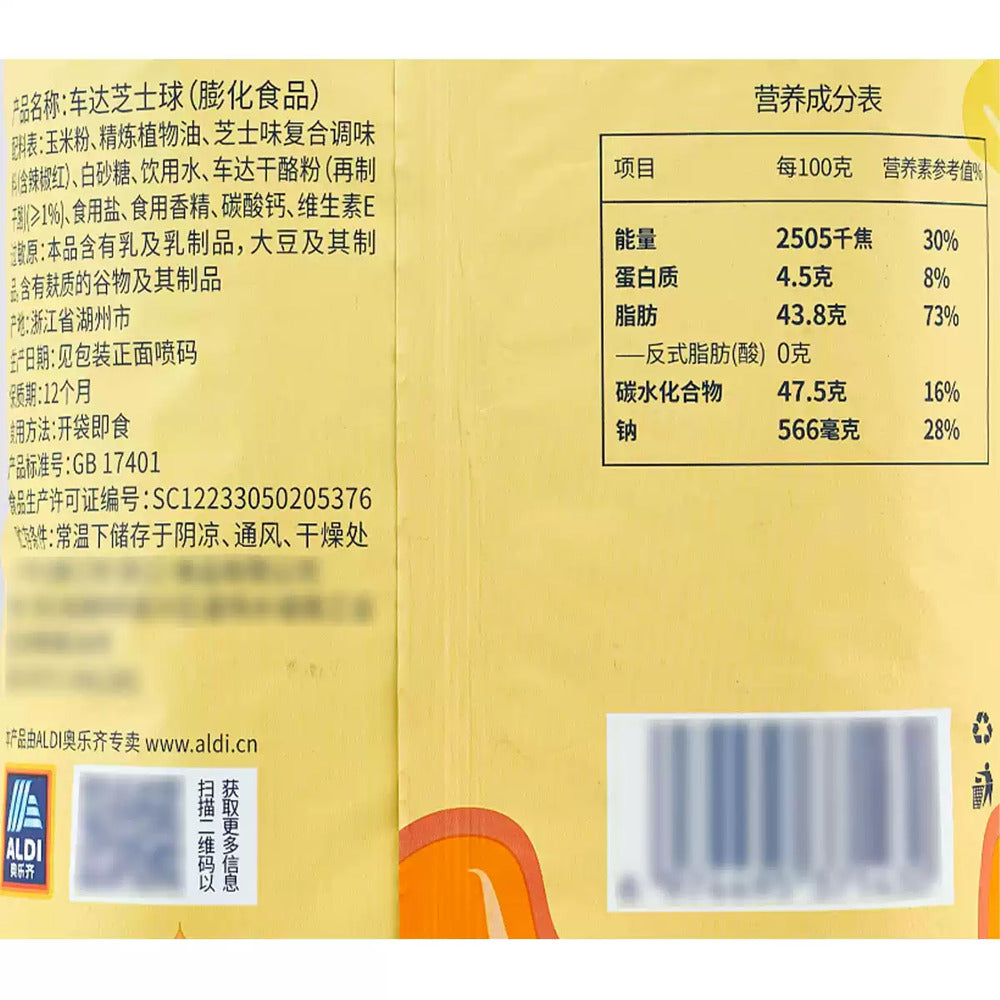 产品名称：车达芝士球（膨化食品）
配料表：玉米粉、精炼植物油、芝士味复合调味
料(含辣椒红)、白砂糖、饮用水、车达干酪粉（再制
干酪)(≥1%)、食用盐、食用香精、碳酸钙、维生素E
过敏原：本品含有乳及乳制品，大豆及其制
品，含有麸质的谷物及其制品
产地：浙江省湖州市
生产日期：见包装正面喷码
保质期：12个月
食用方法：开袋即食
产品标准号：GB 17401
食品生产许可证编号：SC12233050205376
贮存条件：常温下储存于阴凉、通风、干燥处
本产品由ALDI奥乐齐专卖 www.aldi.cn
ALDI
奥乐齐
获取更多信息
扫描二维码以
营养成分表
项目 每100克 营养素参考值%
能量 2505千焦 30%
蛋白质 4.5克 8%
脂肪 43.8克 73%
—反式脂肪(酸) 0克
碳水化合物 47.5克 16%
钠 566毫克 28%